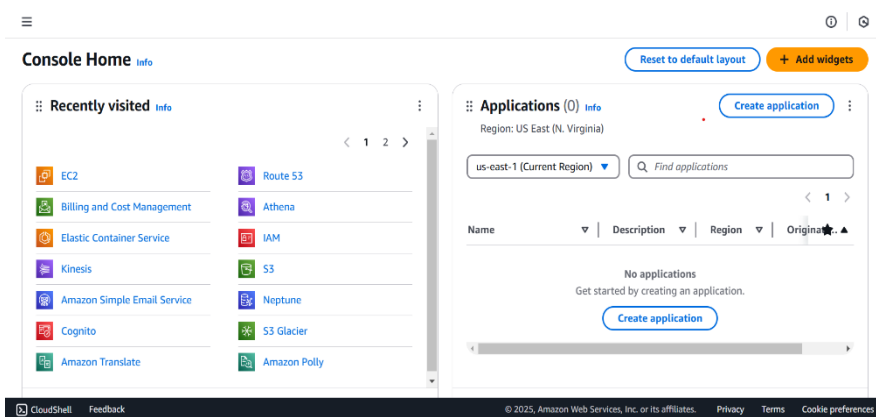 Console Home Info
Reset to default layout
+ Add widgets
Recently visited Info
1 2
EC2
Billing and Cost Management
Elastic Container Service
Kinesis
Amazon Simple Email Service
Cognito
Amazon Translate
Route 53
Athena
IAM
S3
Neptune
S3 Glacier
Amazon Polly
Applications (0) Info
Create application
Region: US East (N. Virginia)
us-east-1 (Current Region)
Find applications
1
Name Description Region
No applications
Get started by creating an application.
Create application
CloudShell Feedback © 2025, Amazon Web Services, Inc. or its affiliates. Privacy Terms Cookie preferences